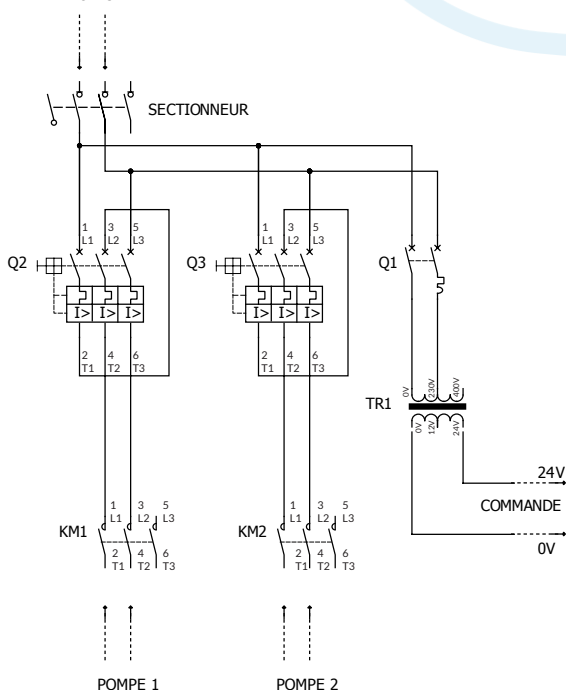 SECTIONNEUR
1 3 5
L1 L2 L3
Q2
I> I> I>
2 4 6
T1 T2 T3
1 3 5
L1 L2 L3
Q3
I> I> I>
2 4 6
T1 T2 T3
Q1
0V 230V 400V
TR1
0V 12V 24V
24V
COMMANDE
0V
1 3 5
L1 L2 L3
KM1
2 4 6
T1 T2 T3
1 3 5
L1 L2 L3
KM2
2 4 6
T1 T2 T3
POMPE 1
POMPE 2